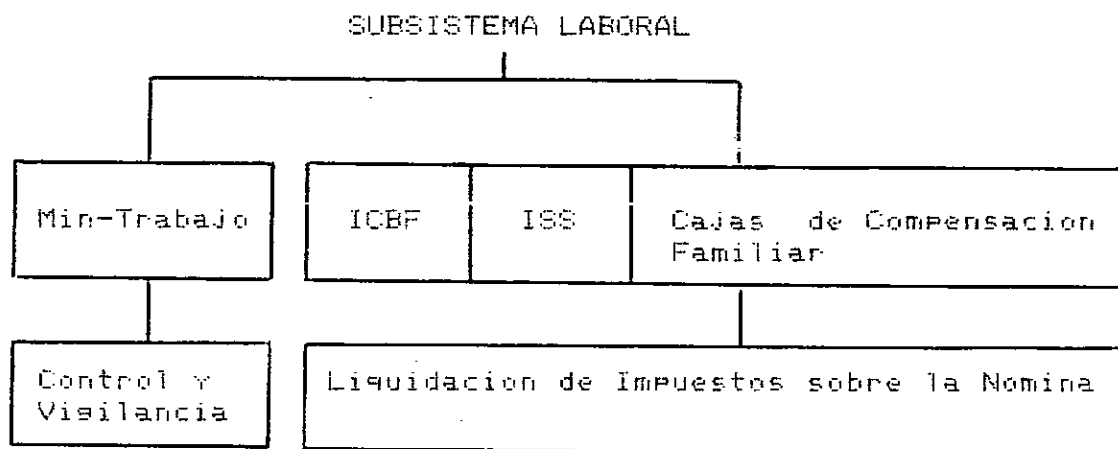 SUBSISTEMA LABORAL
Min-Trabajo
ICBF
ISS
Cajas de Compensacion
Familiar
Control y
Vigilancia
Liquidacion de Impuestos sobre la Nomina